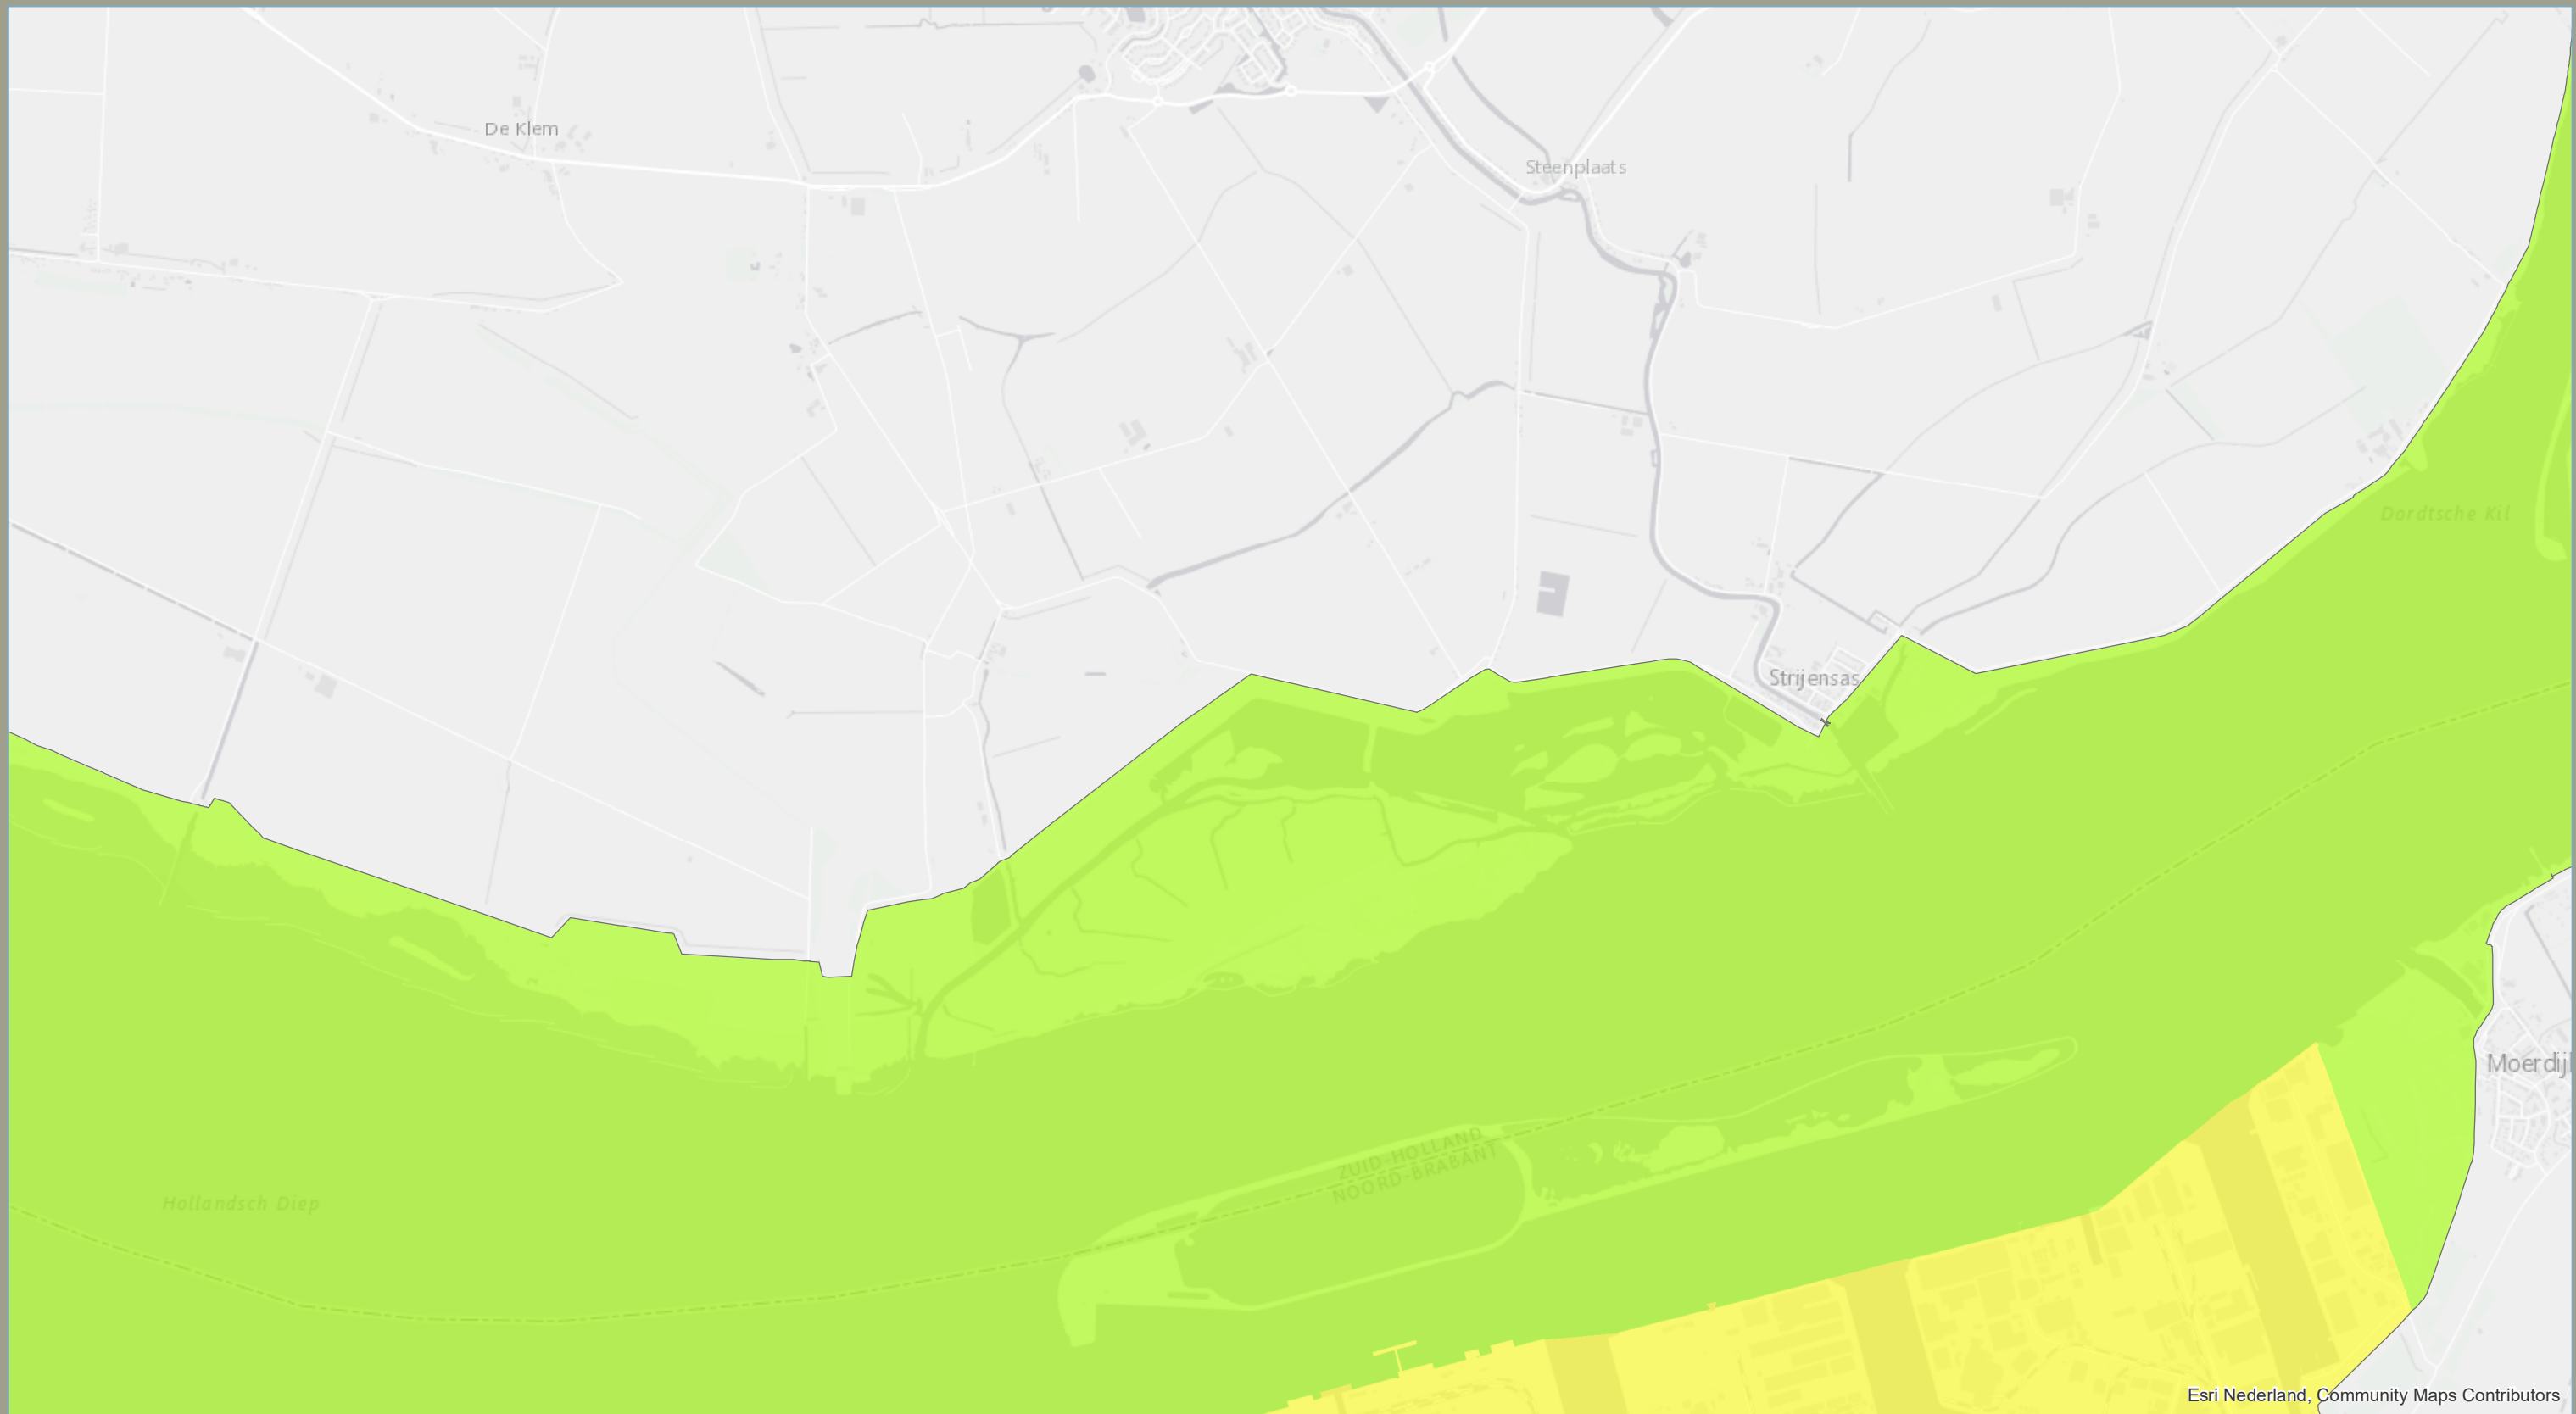 De Klem
Steenplaats
Dordtsche Kil
Strijensas
Moerdij
ZUID-HOLLAND
NOORD-BRABANT
Hollandsch Diep
Esri Nederland, Community Maps Contributors